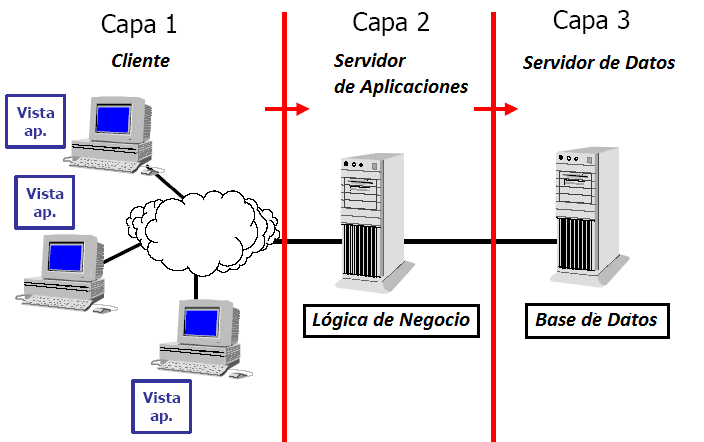 Capa 1
Cliente
Vista
ap.
Vista
ap.
Vista
ap.
Capa 2
Servidor
de Aplicaciones
Lógica de Negocio
Capa 3
Servidor de Datos
Base de Datos